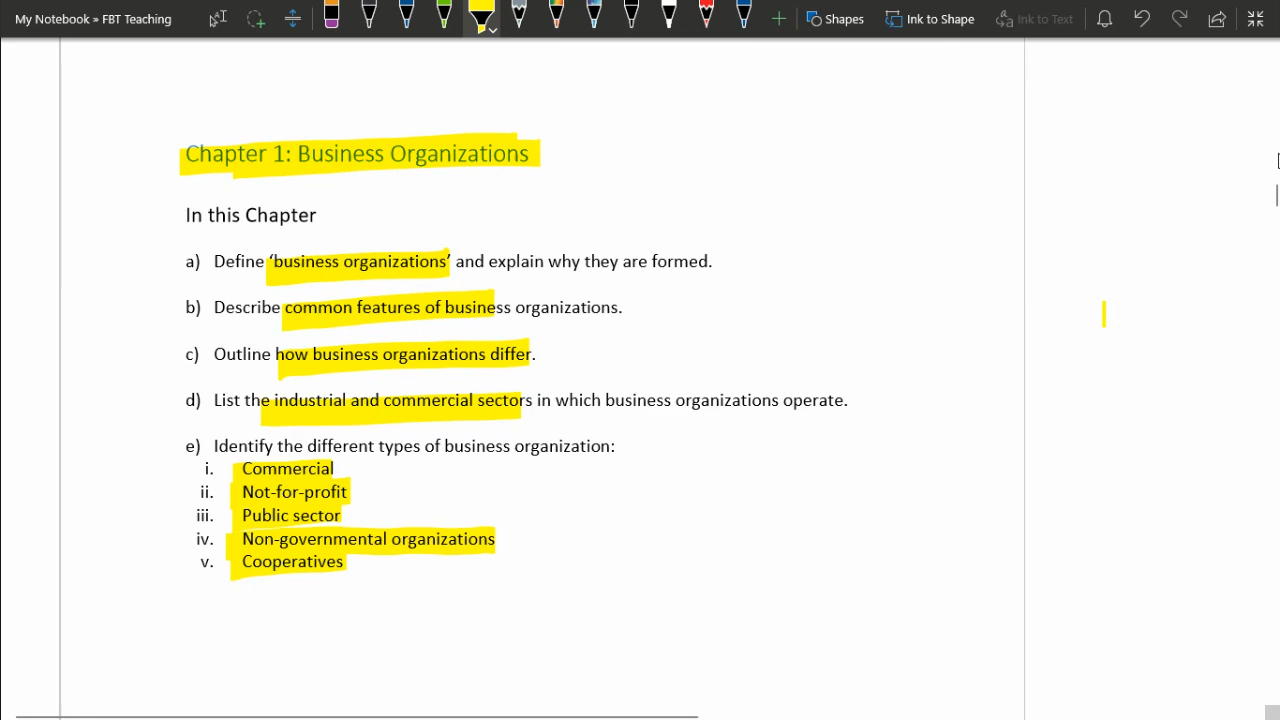 My Notebook » FBT Teaching
Shapes
Ink to Shape
Ink to Text
Chapter 1: Business Organizations
In this Chapter
a) Define ‘business organizations’ and explain why they are formed.
b) Describe common features of business organizations.
c) Outline how business organizations differ.
d) List the industrial and commercial sectors in which business organizations operate.
e) Identify the different types of business organization:
i. Commercial
ii. Not-for-profit
iii. Public sector
iv. Non-governmental organizations
v. Cooperatives